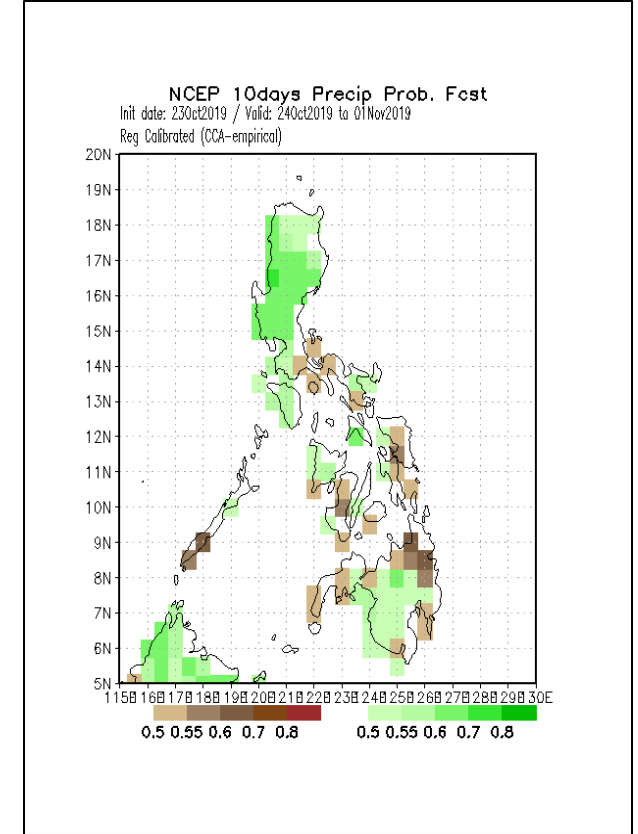 NCEP 10days Precip Prob. Fcst
Init date: 23Oct2019 / Valid: 24Oct2019 to 01Nov2019
Reg Calibrated (CCA-empirical)
20N
19N
18N
17N
16N
15N
14N
13N
12N
11N
10N
9N
8N
7N
6N
5N
115E 116E 117E 118E 119E 120E 121E 122E 123E 124E 125E 126E 127E 128E 129E 130E
0.5 0.55 0.6 0.7 0.8 0.5 0.55 0.6 0.7 0.8